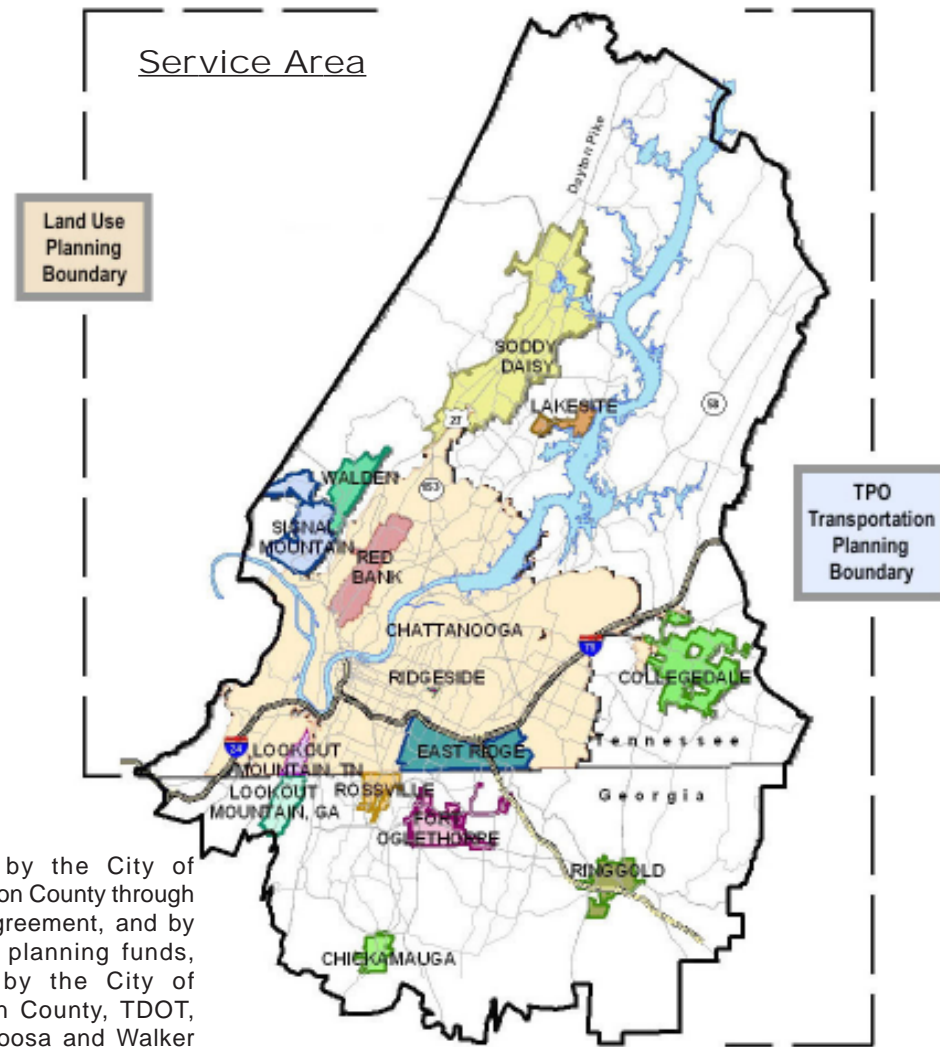 Service Area
Dayton Pike
Land Use
Planning
Boundary
SODDY
DAISY
LAKESITE
27
58
WALDEN
153
SIGNAL
MOUNTAIN
RED
BANK
TPO
Transportation
Planning
Boundary
CHATTANOOGA
75
RIDGESIDE
COLLEGEDALE
24
LOOKOUT
MOUNTAIN, TN
EAST RIDGE
Tennessee
LOOKOUT
MOUNTAIN, GA
ROSSVILLE
Georgia
FORT
OGLETHORPE
RINGGOLD
CHICKAMAUGA
by the City of
on County through
greement, and by
planning funds,
by the City of
n County, TDOT,
oosa and Walker